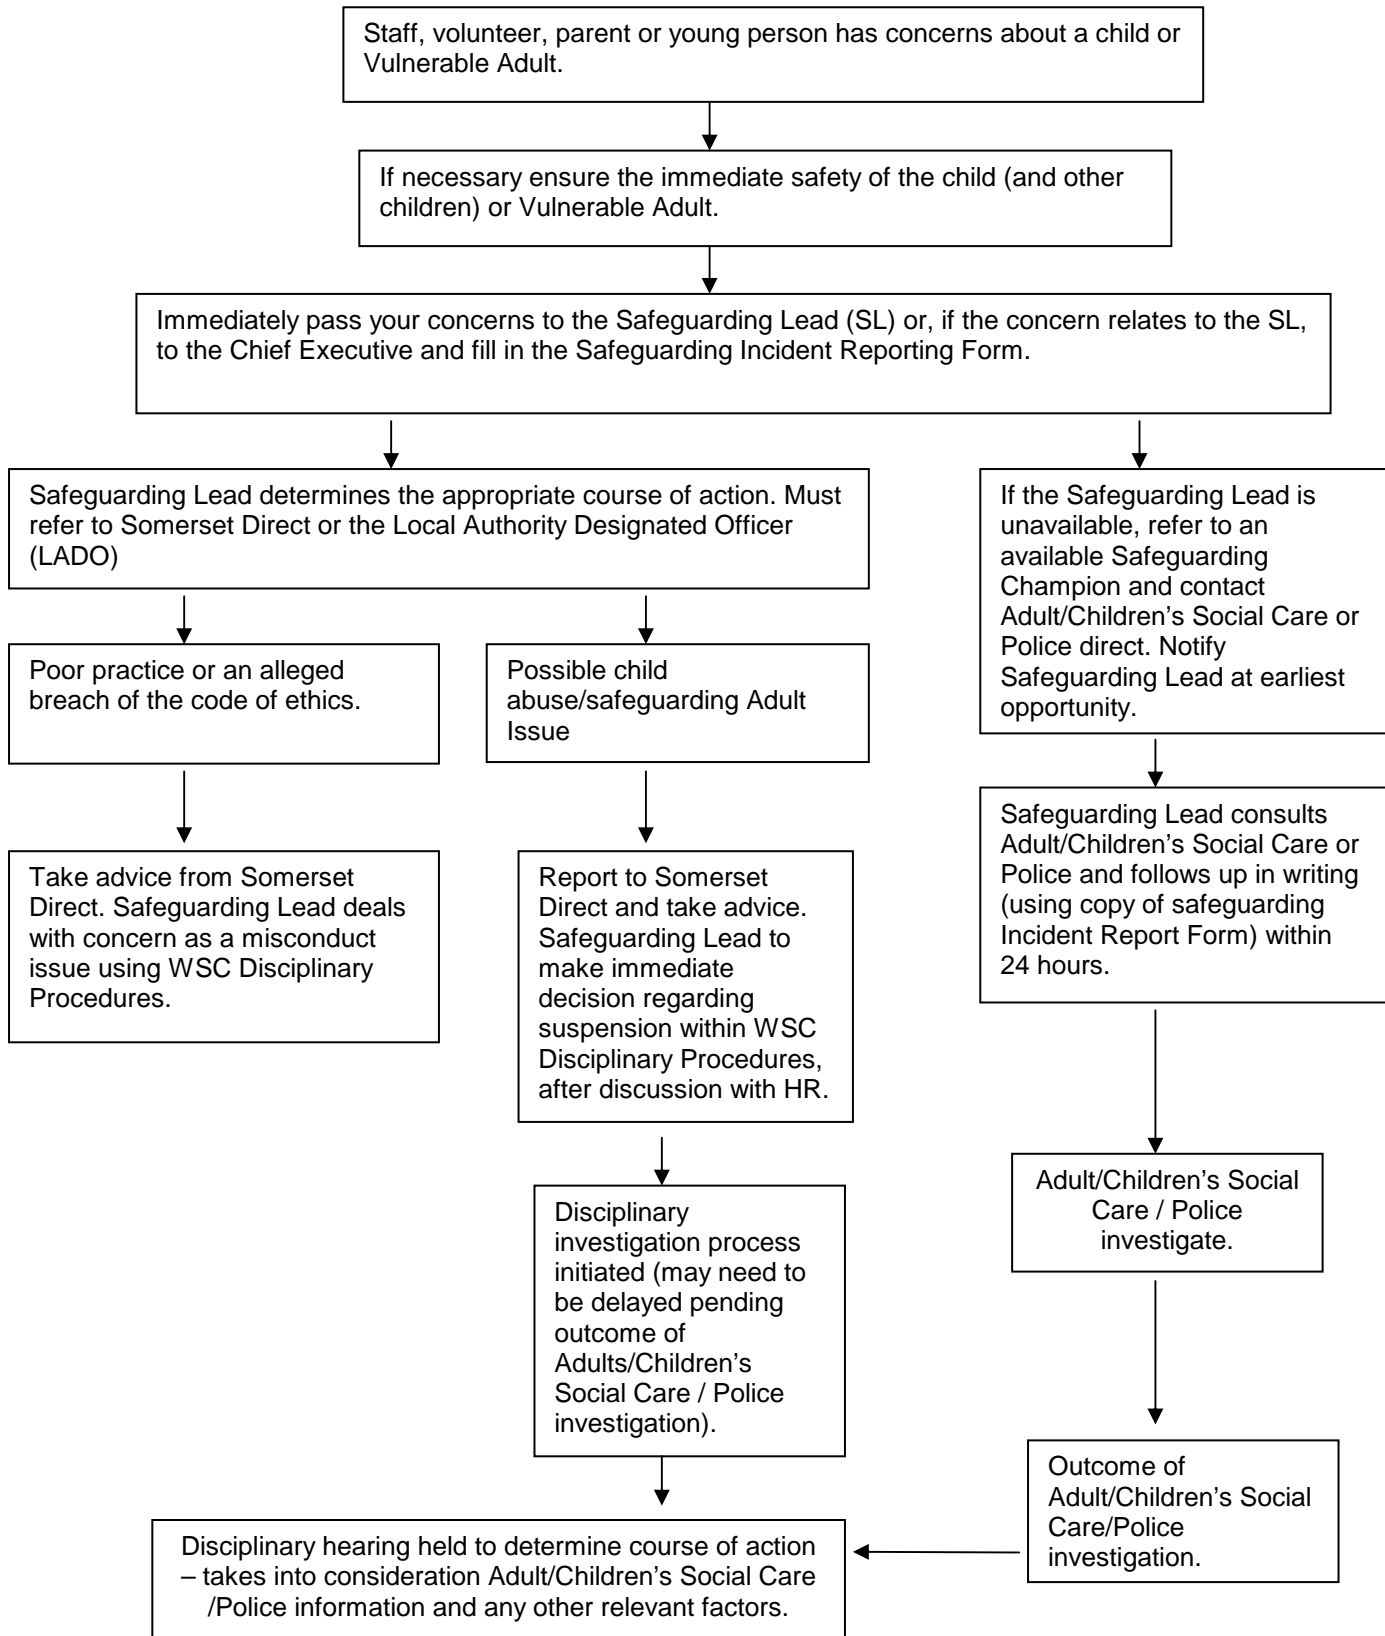 Staff, volunteer, parent or young person has concerns about a child or
Vulnerable Adult.
If necessary ensure the immediate safety of the child (and other
children) or Vulnerable Adult.
Immediately pass your concerns to the Safeguarding Lead (SL) or, if the concern relates to the SL,
to the Chief Executive and fill in the Safeguarding Incident Reporting Form.
Safeguarding Lead determines the appropriate course of action. Must
refer to Somerset Direct or the Local Authority Designated Officer
(LADO)
If the Safeguarding Lead is
unavailable, refer to an
available Safeguarding
Champion and contact
Adult/Children’s Social Care or
Police direct. Notify
Safeguarding Lead at earliest
opportunity.
Poor practice or an alleged
breach of the code of ethics.
Possible child
abuse/safeguarding Adult
Issue
Safeguarding Lead consults
Adult/Children’s Social Care or
Police and follows up in writing
(using copy of safeguarding
Incident Report Form) within
24 hours.
Take advice from Somerset
Direct. Safeguarding Lead deals
with concern as a misconduct
issue using WSC Disciplinary
Procedures.
Report to Somerset
Direct and take advice.
Safeguarding Lead to
make immediate
decision regarding
suspension within WSC
Disciplinary Procedures,
after discussion with HR.
Adult/Children’s Social
Care / Police
investigate.
Disciplinary
investigation process
initiated (may need to
be delayed pending
outcome of
Adults/Children’s
Social Care / Police
investigation).
Outcome of
Adult/Children’s Social
Care/Police
investigation.
Disciplinary hearing held to determine course of action
– takes into consideration Adult/Children’s Social Care
/Police information and any other relevant factors.